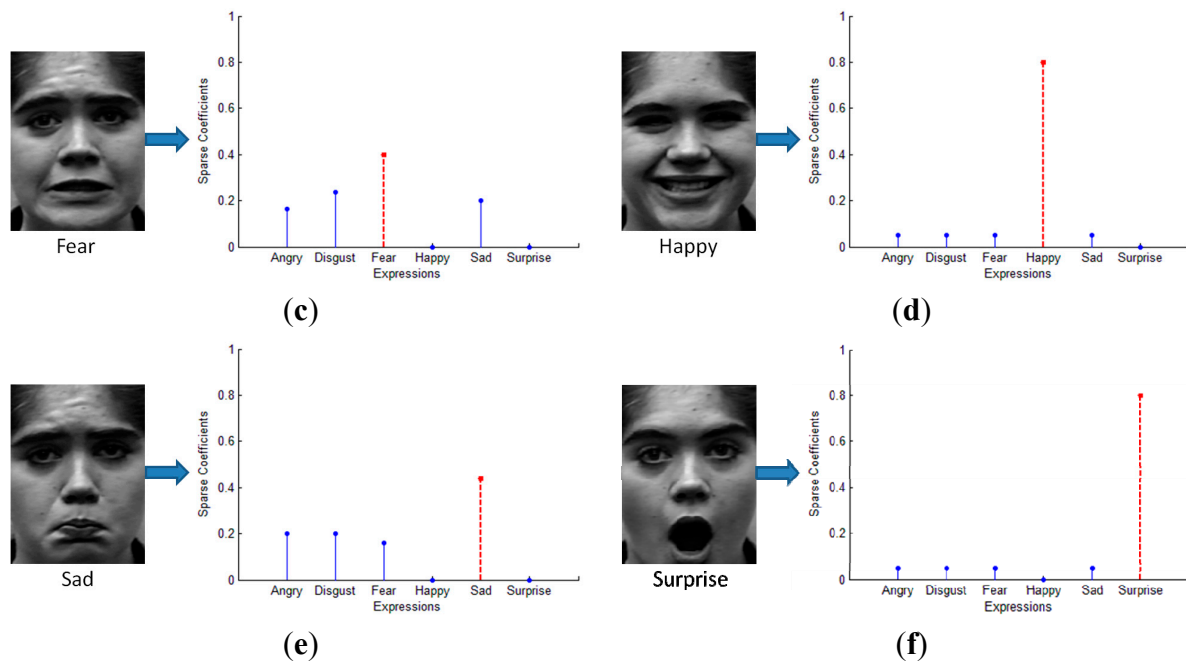 1
0.8
0.6
0.4
0.2
0
Sparse Coefficients
Angry Disgust Fear Happy Sad Surprise
Expressions
Fear
(c)
1
0.8
0.6
0.4
0.2
0
Sparse Coefficients
Angry Disgust Fear Happy Sad Surprise
Expressions
Happy
(d)
1
0.8
0.6
0.4
0.2
0
Sparse Coefficients
Angry Disgust Fear Happy Sad Surprise
Expressions
Sad
(e)
1
0.8
0.6
0.4
0.2
0
Sparse Coefficients
Angry Disgust Fear Happy Sad Surprise
Expressions
Surprise
(f)